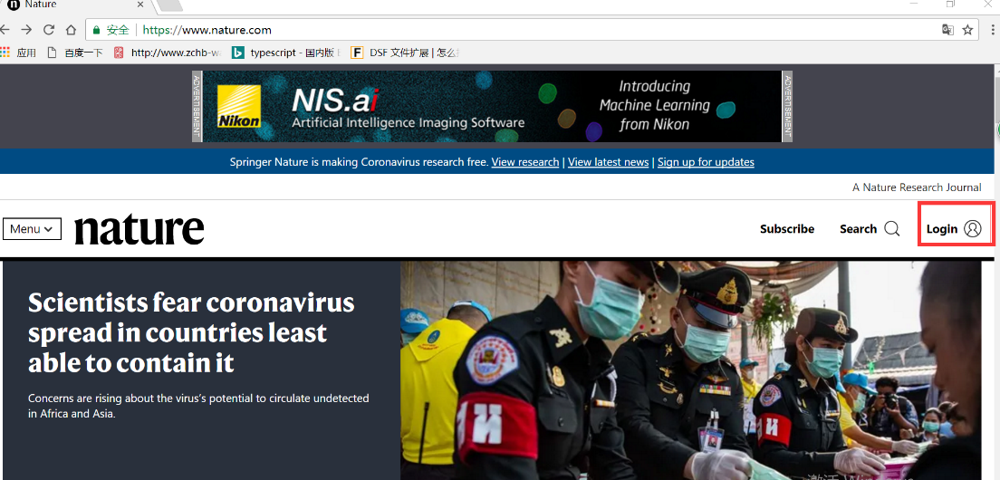 Nature
安全 | https://www.nature.com
应用 百度一下 http://www.zchb-w typescript - 国内版 F DSF 文件扩展 | 怎么
ADVERTISEMENT
Nikon
NIS.ai
Artificial Intelligence Imaging Software
Introducing
Machine Learning
from Nikon
ADVERTISEMENT
Springer Nature is making Coronavirus research free. View research | View latest news | Sign up for updates
A Nature Research Journal
Menu
nature
Subscribe
Search
Login
Scientists fear coronavirus
spread in countries least
able to contain it
Concerns are rising about the virus's potential to circulate undetected
in Africa and Asia.